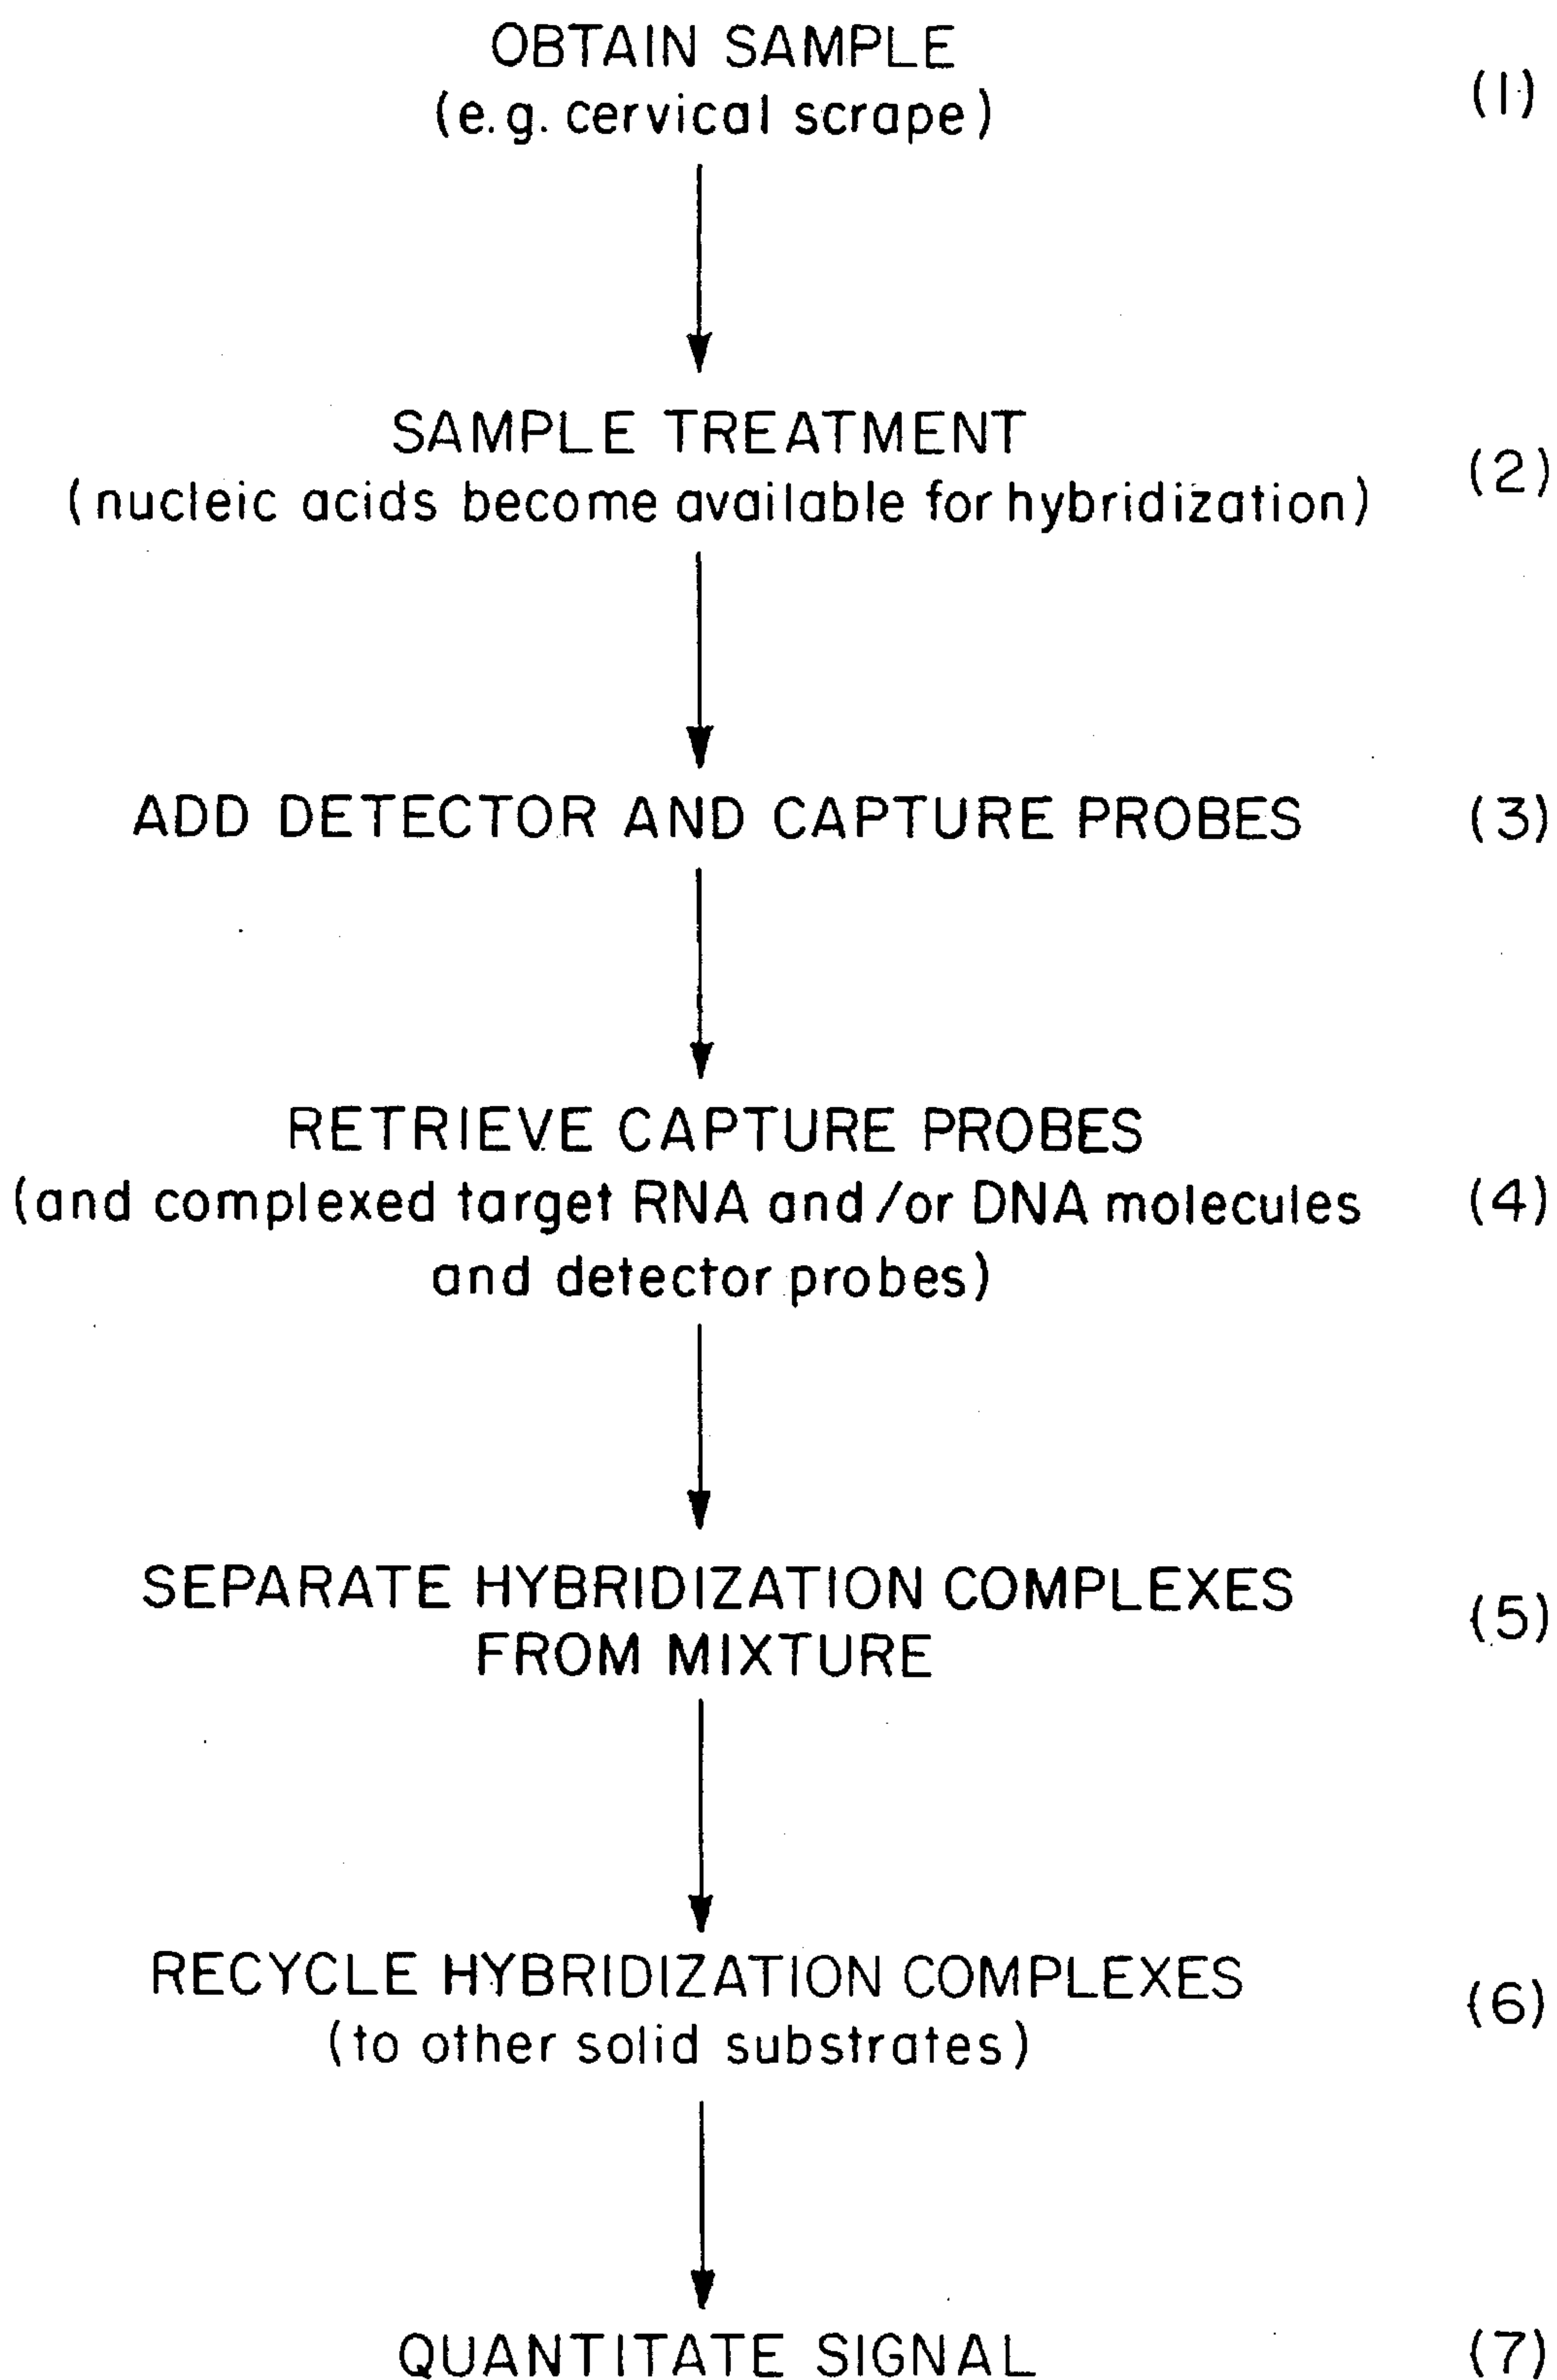 OBTAIN SAMPLE
(e.g. cervical scrape)
(1)
SAMPLE TREATMENT
(nucleic acids become available for hybridization)
(2)
ADD DETECTOR AND CAPTURE PROBES
(3)
RETRIEVE CAPTURE PROBES
(and complexed target RNA and/or DNA molecules
and detector probes)
(4)
SEPARATE HYBRIDIZATION COMPLEXES
FROM MIXTURE
(5)
RECYCLE HYBRIDIZATION COMPLEXES
(to other solid substrates)
(6)
QUANTITATE SIGNAL
(7)